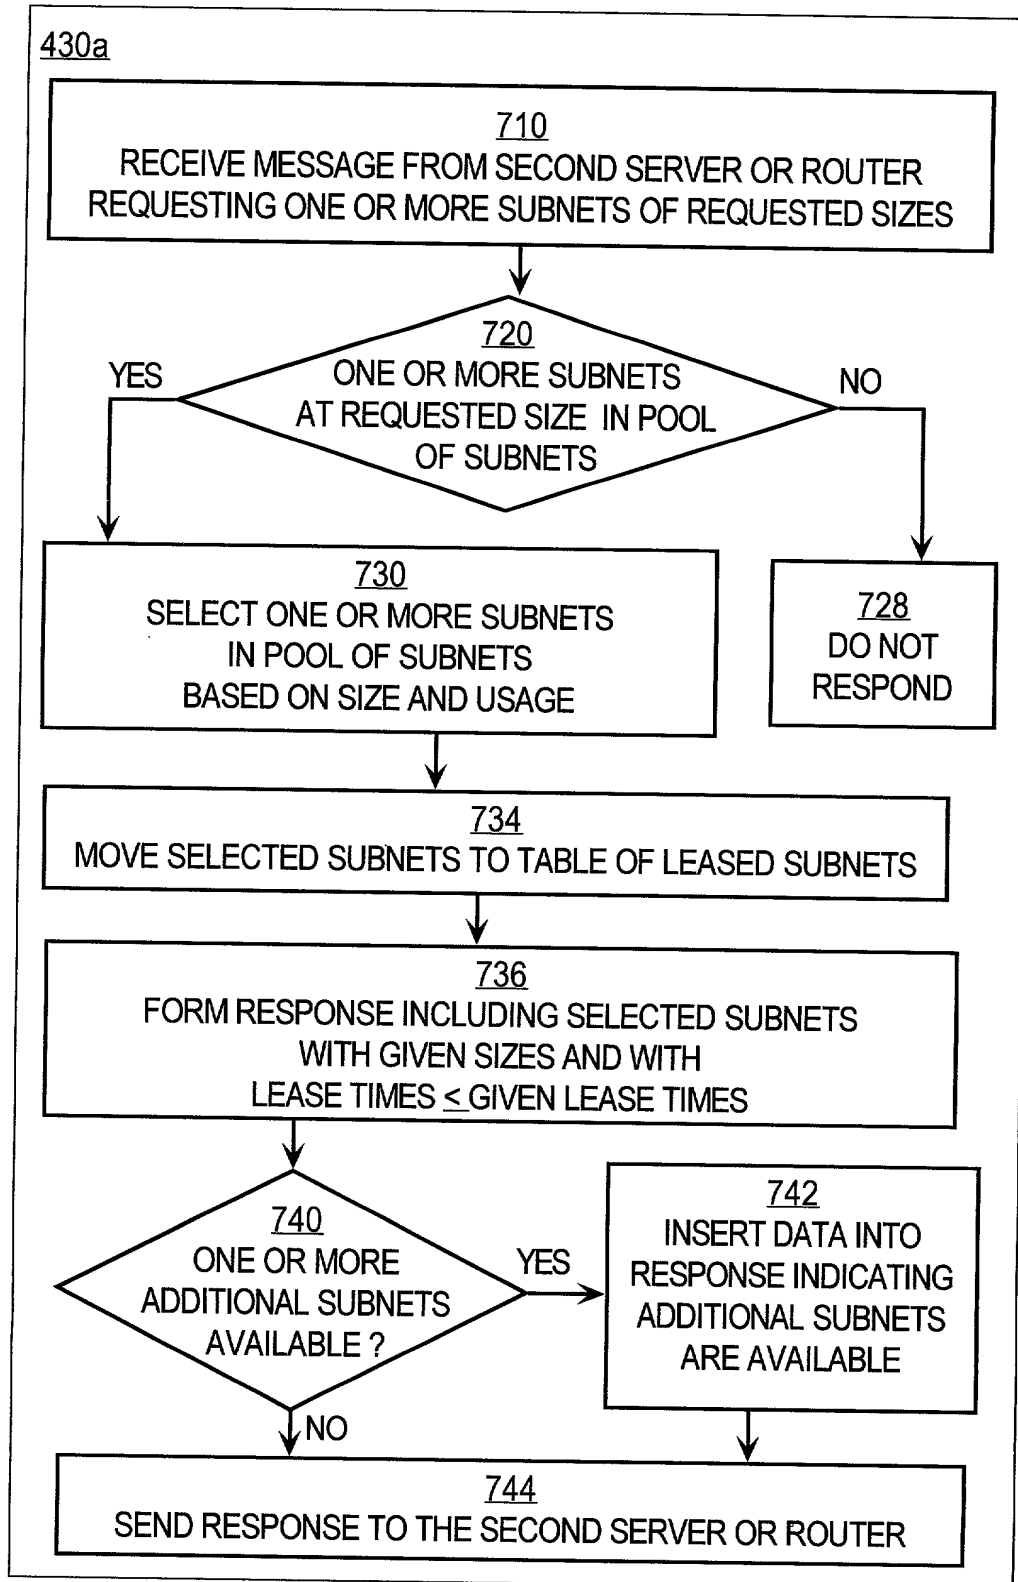 430a
710
RECEIVE MESSAGE FROM SECOND SERVER OR ROUTER
REQUESTING ONE OR MORE SUBNETS OF REQUESTED SIZES
720
ONE OR MORE SUBNETS
AT REQUESTED SIZE IN POOL
OF SUBNETS
YES
NO
730
SELECT ONE OR MORE SUBNETS
IN POOL OF SUBNETS
BASED ON SIZE AND USAGE
728
DO NOT
RESPOND
734
MOVE SELECTED SUBNETS TO TABLE OF LEASED SUBNETS
736
FORM RESPONSE INCLUDING SELECTED SUBNETS
WITH GIVEN SIZES AND WITH
LEASE TIMES ≤ GIVEN LEASE TIMES
740
ONE OR MORE
ADDITIONAL SUBNETS
AVAILABLE ?
YES
NO
742
INSERT DATA INTO
RESPONSE INDICATING
ADDITIONAL SUBNETS
ARE AVAILABLE
744
SEND RESPONSE TO THE SECOND SERVER OR ROUTER